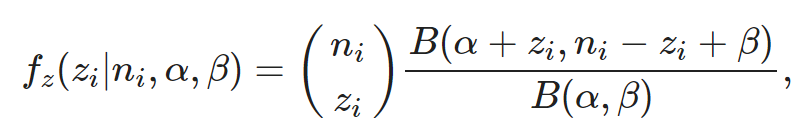 f_z(z_i|n_i, α, β) = \binom{n_i}{z_i} \frac{B(α + z_i, n_i − z_i + β)}{B(α, β)},